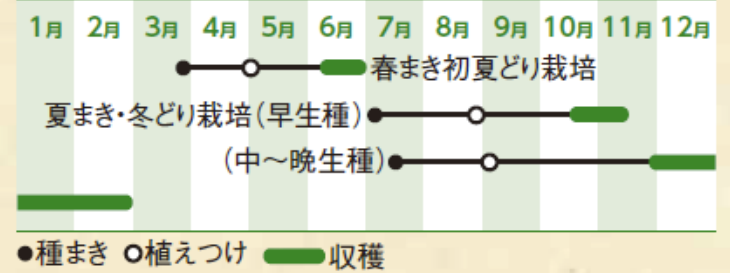 1月 2月 3月 4月 5月 6月 7月 8月 9月 10月 11月 12月
春まき初夏どり栽培
夏まき・冬どり栽培(早生種)
(中〜晩生種)
●種まき ○植えつけ 収穫